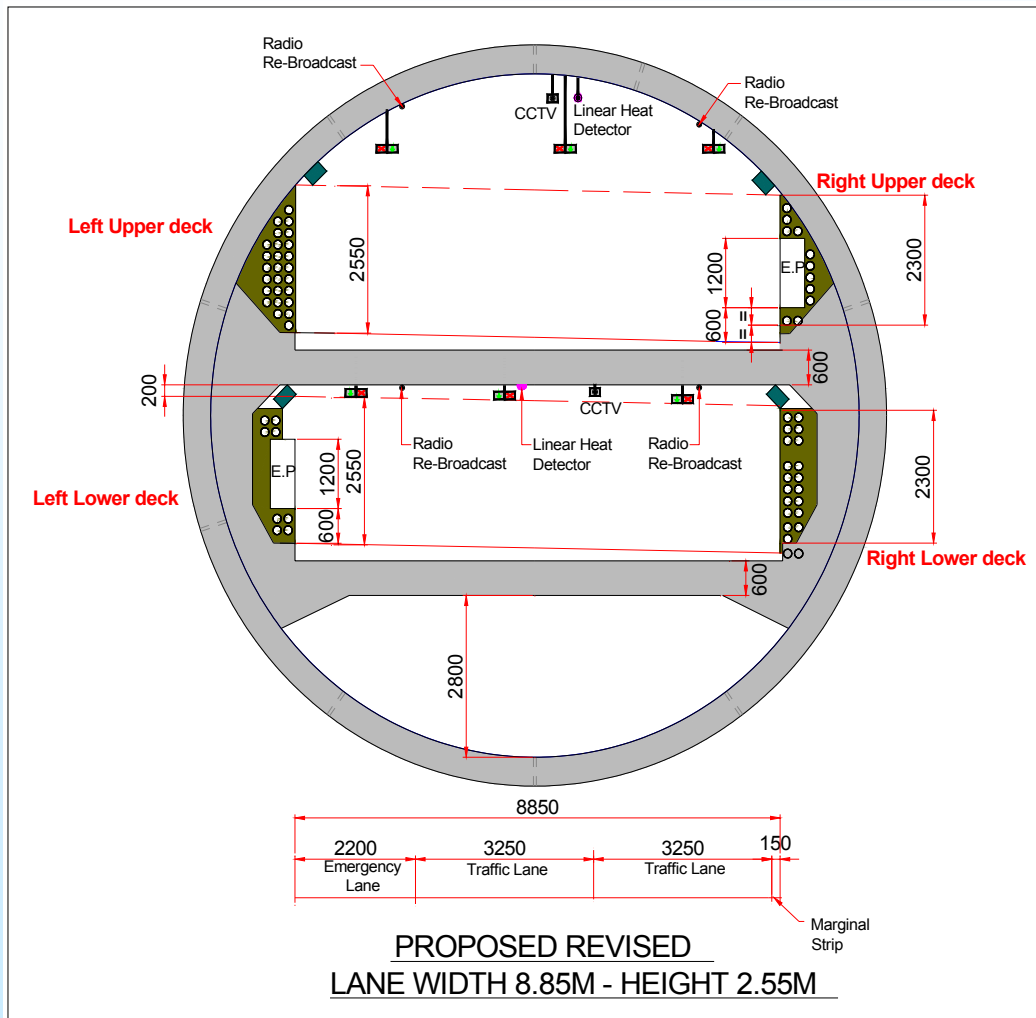 Radio
Re-Broadcast
Radio
Re-Broadcast
CCTV
Linear Heat
Detector
Right Upper deck
Left Upper deck
2550
1200
E.P
2300
600
=
=
600
200
CCTV
Radio
Re-Broadcast
Linear Heat
Detector
Radio
Re-Broadcast
E.P
1200
2550
2300
Left Lower deck
600
Right Lower deck
600
2800
8850
2200
3250
3250
150
Emergency
Lane
Traffic Lane
Traffic Lane
Marginal
Strip
PROPOSED REVISED
LANE WIDTH 8.85M - HEIGHT 2.55M